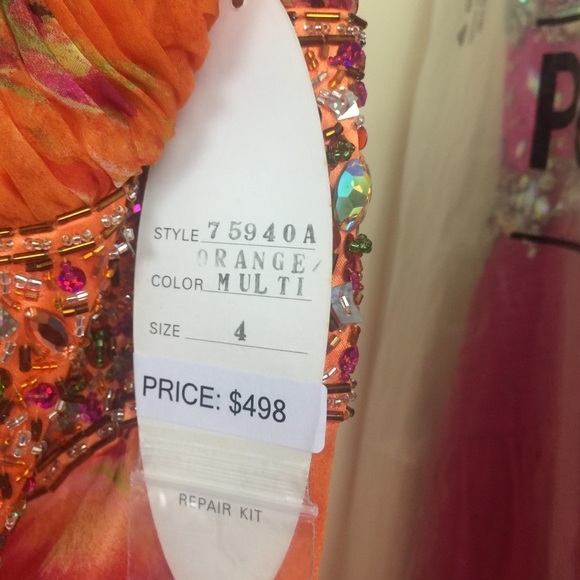 STYLE 75940A
ORANGE/
COLOR MULTI
SIZE 4
PRICE: $498
REPAIR KIT
P